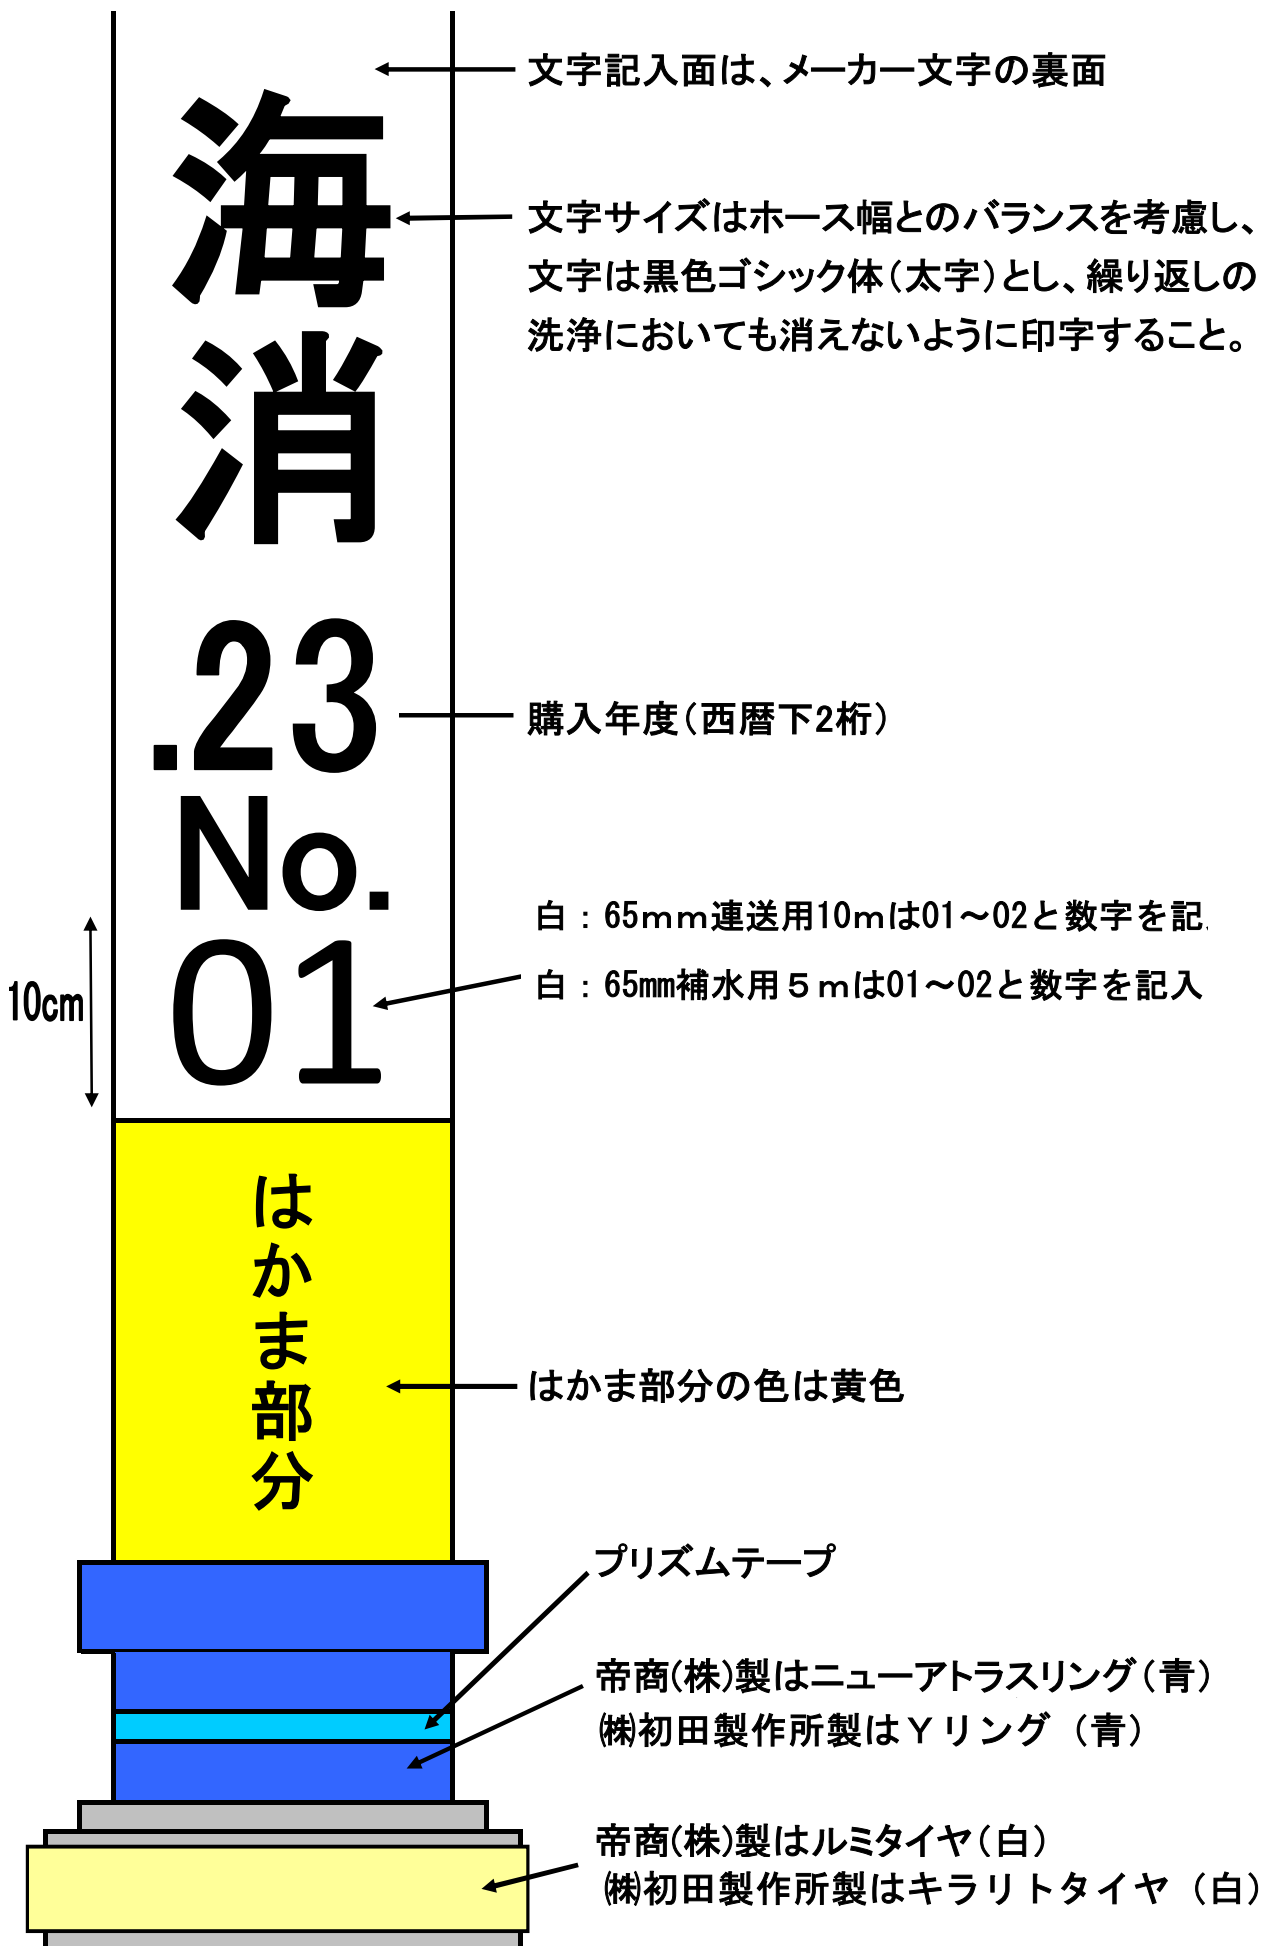 文字記入面は、メーカー文字の裏面
海
消
文字サイズはホース幅とのバランスを考慮し、
文字は黒色ゴシック体(太字)とし、繰り返しの
洗浄においても消えないように印字すること。
.23
購入年度(西暦下2桁)
No.
白：65ｍｍ連送用10ｍは01～02と数字を記
01
白：65mm補水用５ｍは01～02と数字を記入
10cm
はかま部分
はかま部分の色は黄色
プリズムテープ
帝商(株)製はニューアトラスリング(青)
㈱初田製作所製はＹリング（青）
帝商(株)製はルミタイヤ(白)
㈱初田製作所製はキラリトタイヤ（白）